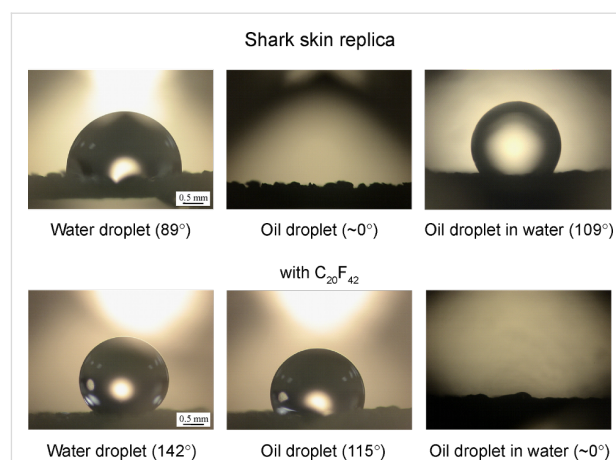 Shark skin replica
0.5 mm
Water droplet (89°)
Oil droplet (~0°)
Oil droplet in water (109°)
with C₂₀F₄₂
0.5 mm
Water droplet (142°)
Oil droplet (115°)
Oil droplet in water (~0°)